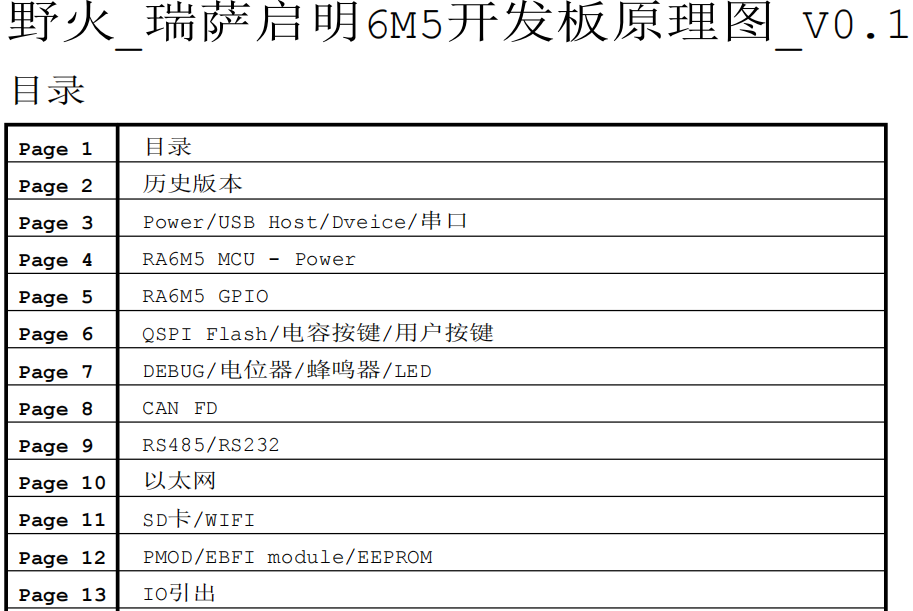 野火_瑞萨启明6M5开发板原理图_V0.1
目录
Page 1 目录
Page 2 历史版本
Page 3 Power/USB Host/Dveice/串口
Page 4 RA6M5 MCU - Power
Page 5 RA6M5 GPIO
Page 6 QSPI Flash/电容按键/用户按键
Page 7 DEBUG/电位器/蜂鸣器/LED
Page 8 CAN FD
Page 9 RS485/RS232
Page 10 以太网
Page 11 SD卡/WIFI
Page 12 PMOD/EBFI module/EEPROM
Page 13 IO引出